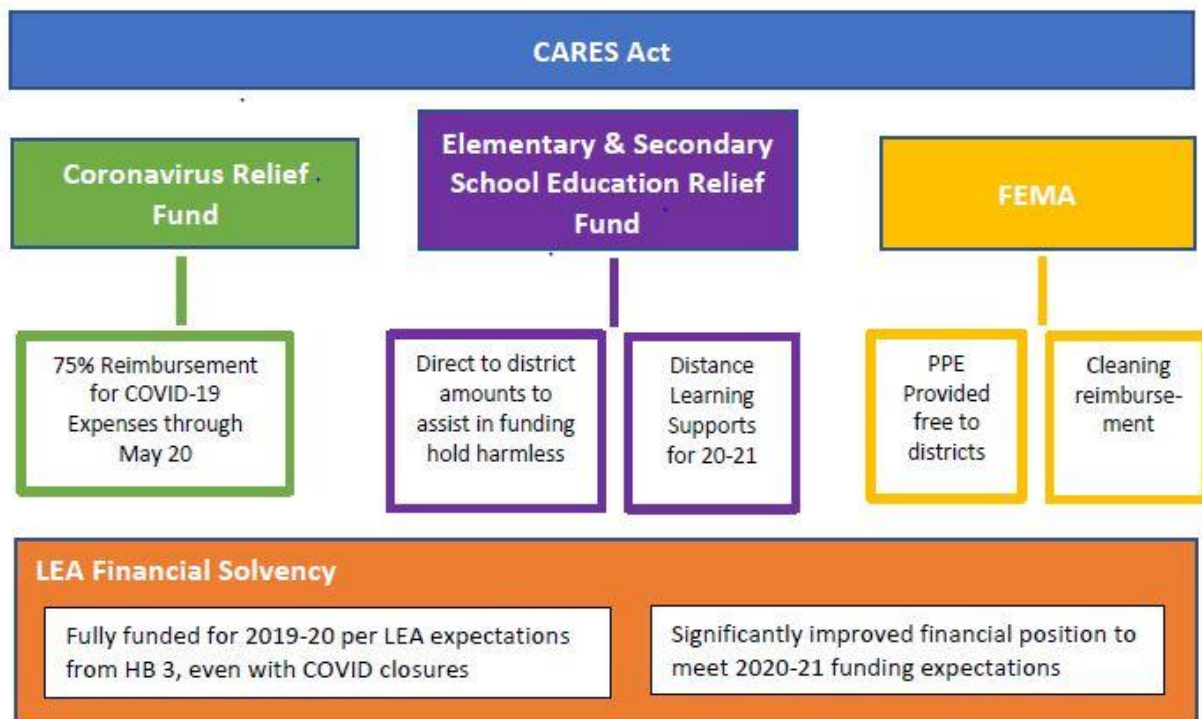 CARES Act
Coronavirus Relief
Fund
Elementary & Secondary
School Education Relief
Fund
FEMA
75% Reimbursement
for COVID-19
Expenses through
May 20
Direct to district
amounts to
assist in funding
hold harmless
Distance
Learning
Supports
for 20-21
PPE
Provided
free to
districts
Cleaning
reimburse-
ment
LEA Financial Solvency
Fully funded for 2019-20 per LEA expectations
from HB 3, even with COVID closures
Significantly improved financial position to
meet 2020-21 funding expectations